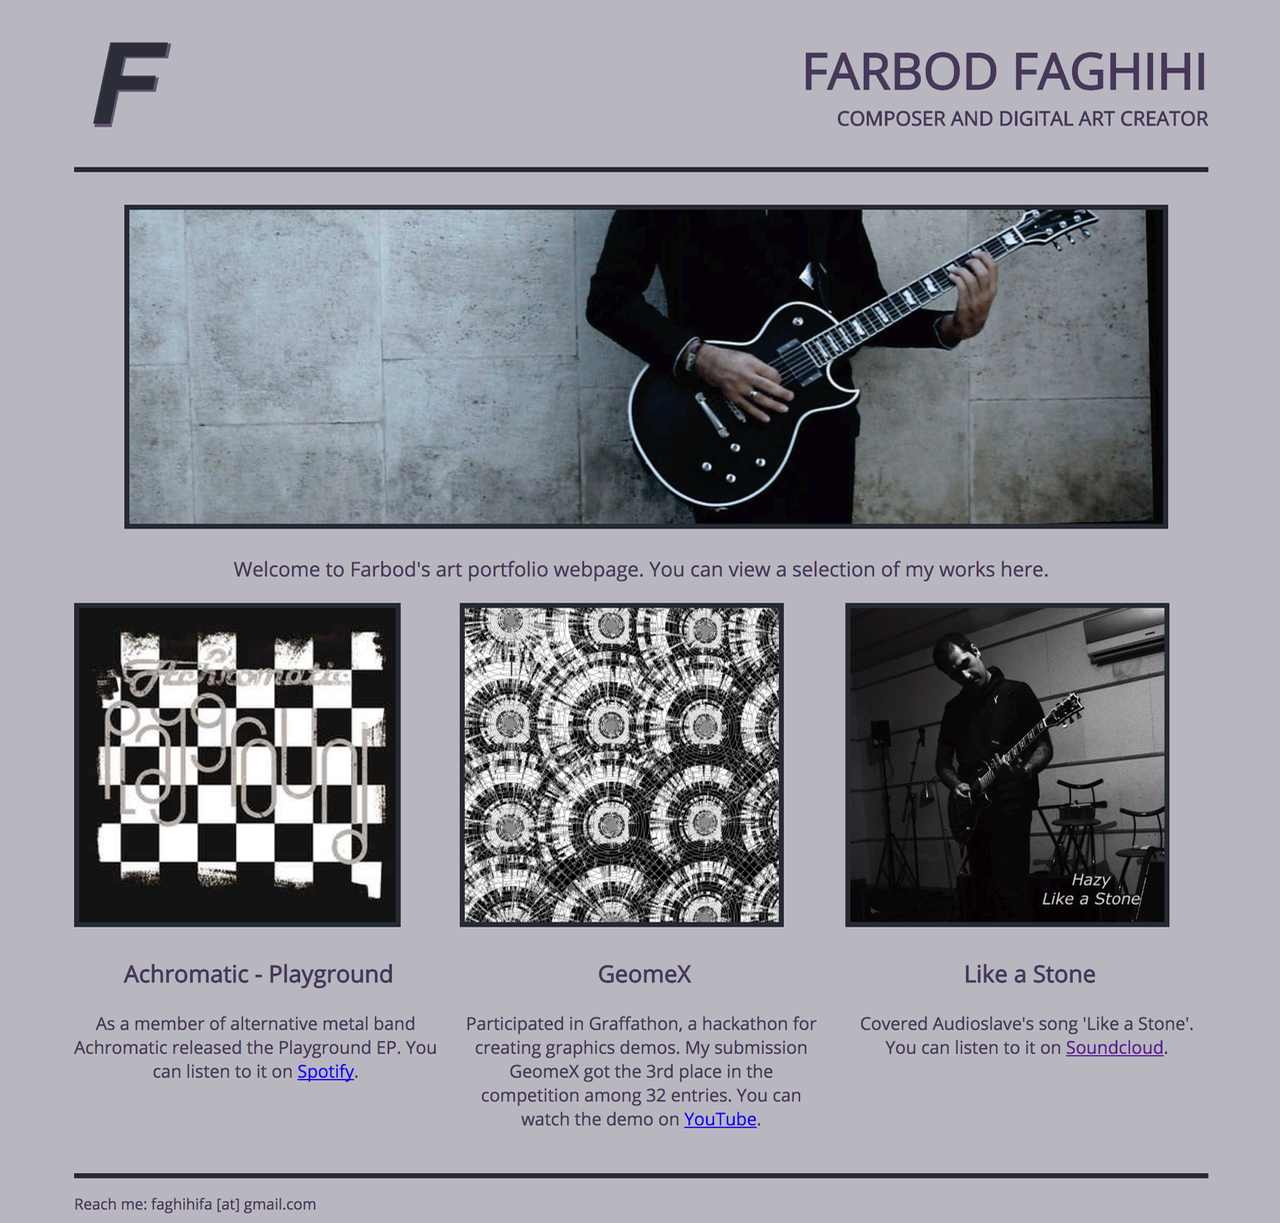 F
FARBOD FAGHIHI
COMPOSER AND DIGITAL ART CREATOR
Welcome to Farbod's art portfolio webpage. You can view a selection of my works here.
Achromatic
Playground
Hazy
Like a Stone
Achromatic - Playground
As a member of alternative metal band
Achromatic released the Playground EP. You
can listen to it on Spotify.
GeomeX
Participated in Graffathon, a hackathon for
creating graphics demos. My submission
GeomeX got the 3rd place in the
competition among 32 entries. You can
watch the demo on YouTube.
Like a Stone
Covered Audioslave's song 'Like a Stone'.
You can listen to it on Soundcloud.
Reach me: faghihifa [at] gmail.com